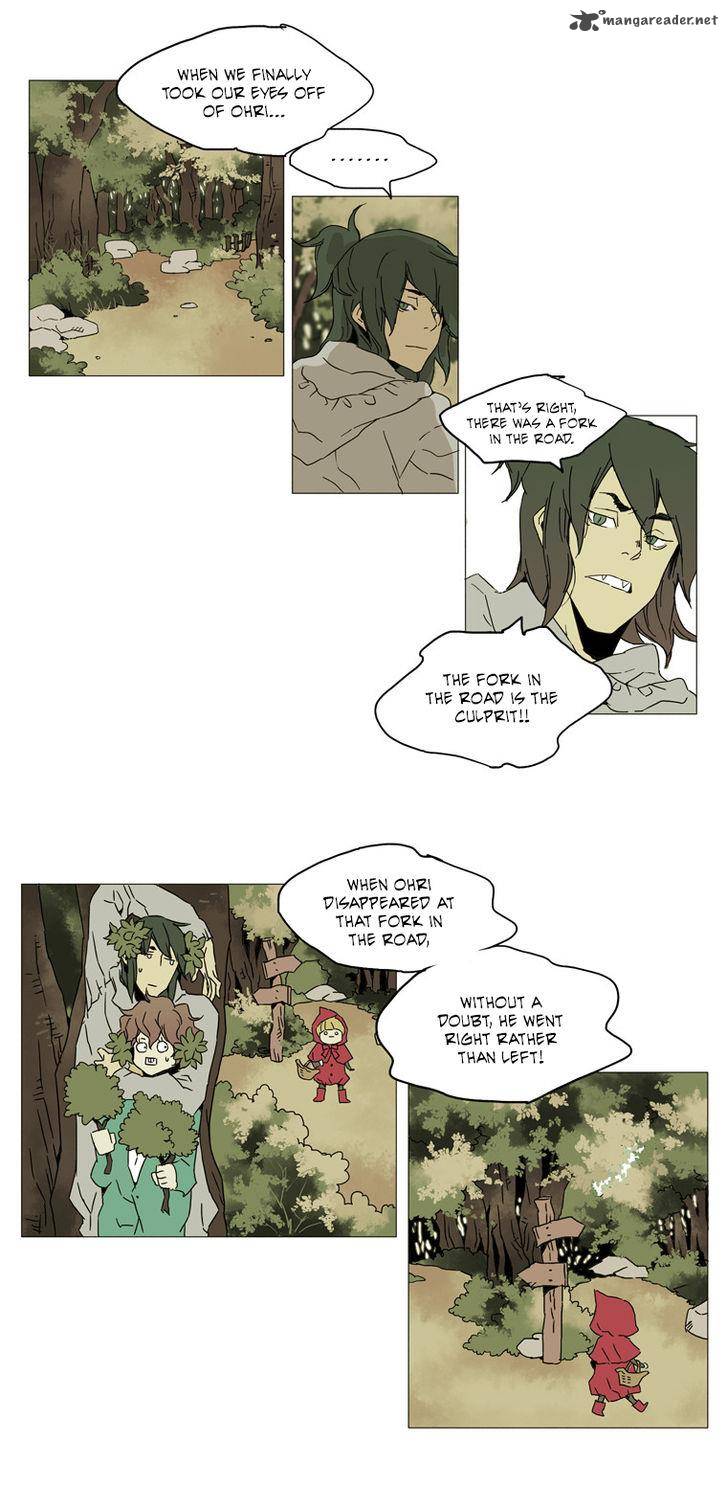 mangareader.net
WHEN WE FINALLY
TOOK OUR EYES OFF
OF OHRI...
.......
THAT'S RIGHT,
THERE WAS A FORK
IN THE ROAD.
THE FORK IN
THE ROAD IS THE
CULPRIT!!
WHEN OHRI
DISAPPEARED AT
THAT FORK IN
THE ROAD,
WITHOUT A
DOUBT, HE WENT
RIGHT RATHER
THAN LEFT!